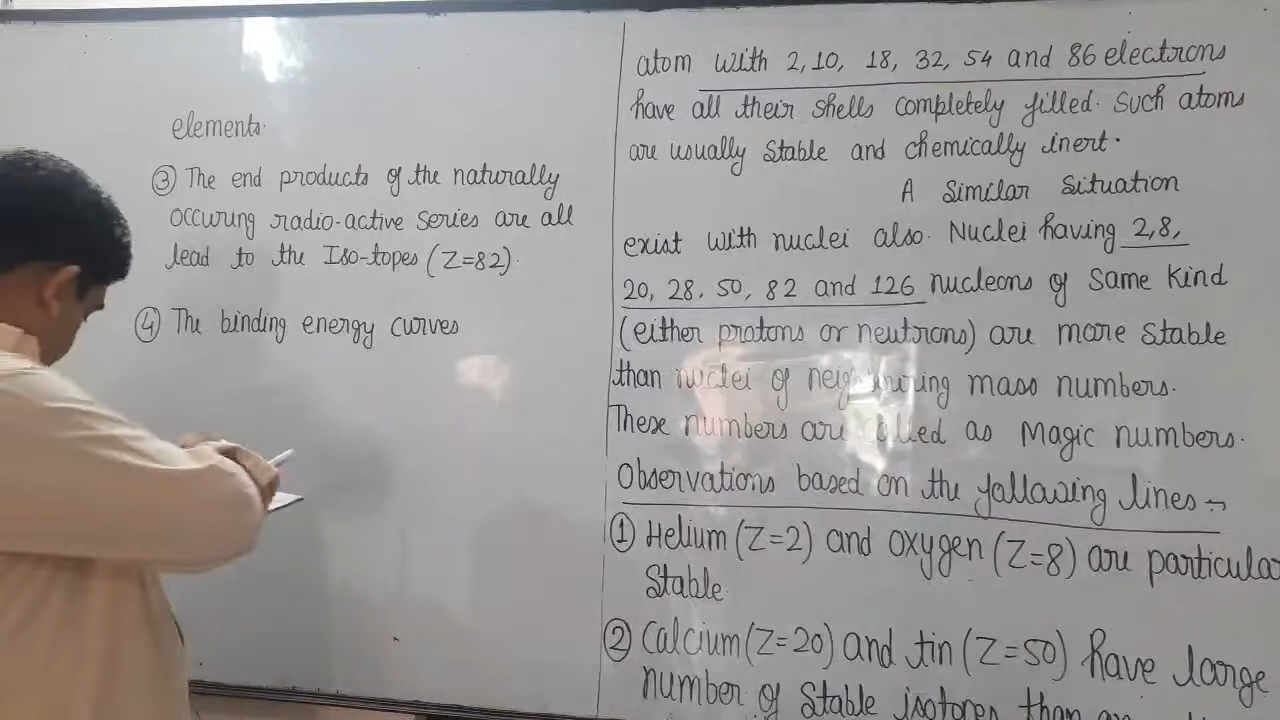 atom with 2,10, 18, 32, 54 and 86 electrons
have all their shells completely filled. Such atoms
are usually stable and chemically inert.
A Similar Situation
exist with nuclei also. Nuclei having 2,8,
20, 28, 50, 82 and 126 nucleons of same kind
(either protons or neutrons) are more stable
than nuclei of neighbouring mass numbers.
These numbers are called as Magic numbers.
Observations based on the following lines →
① Helium (Z=2) and oxygen (Z=8) are particular
Stable.
② Calcium (Z=20) and tin (Z=50) have large
number of stable isotopes than
elements.
③ The end products of the naturally
occuring radio-active series are all
lead to the Iso-topes (Z=82).
④ The binding energy curves